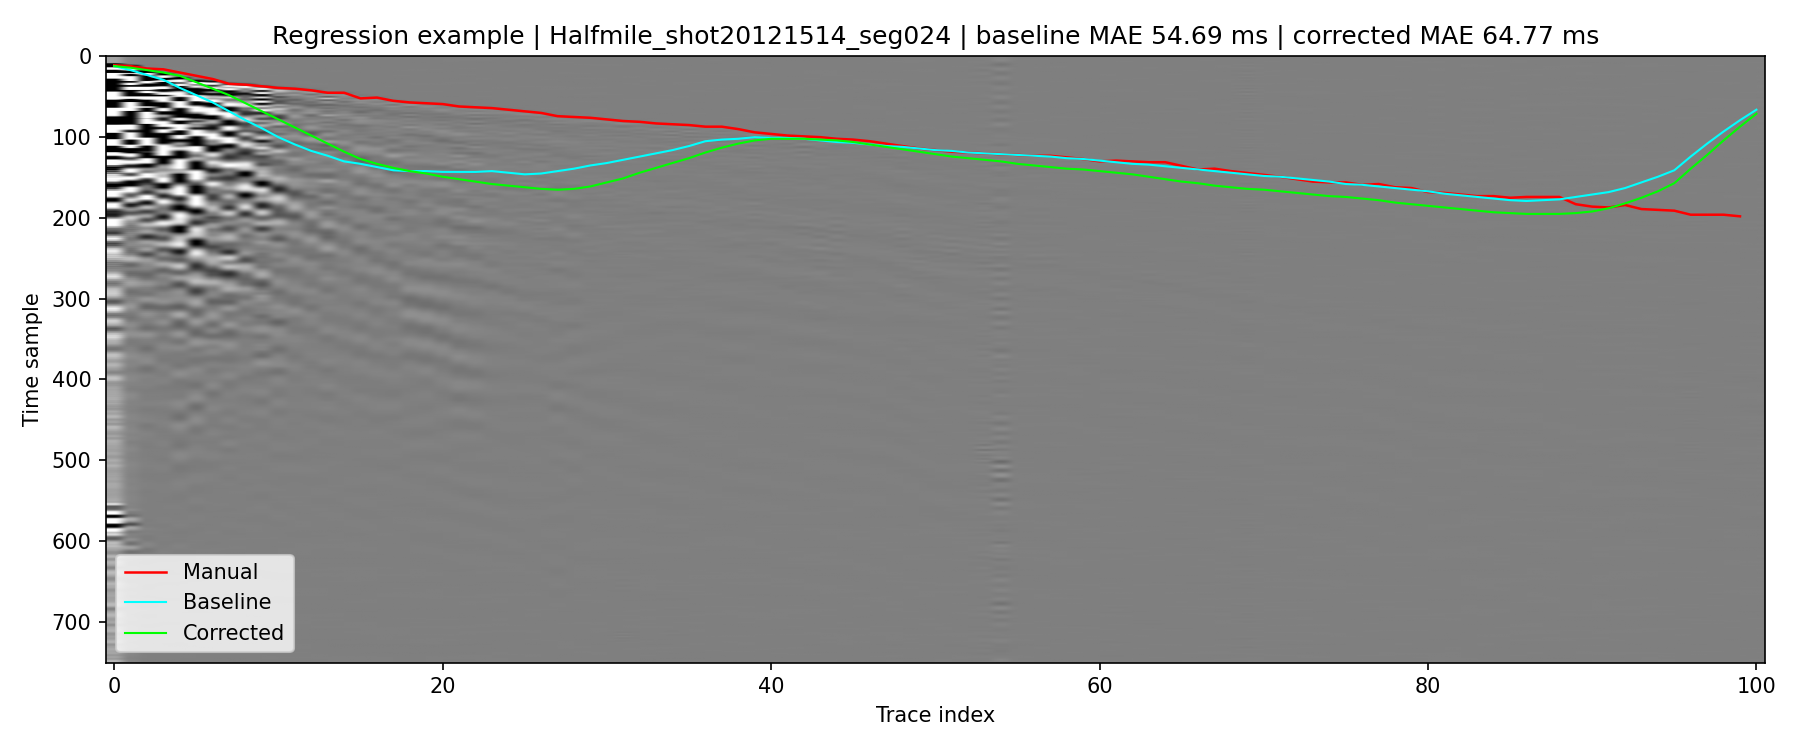 Regression example | Halfmile_shot20121514_seg024 | baseline MAE 54.69 ms | corrected MAE 64.77 ms
0
100
200
300
400
500
600
700
Time sample
Manual
Baseline
Corrected
0 20 40 60 80 100
Trace index